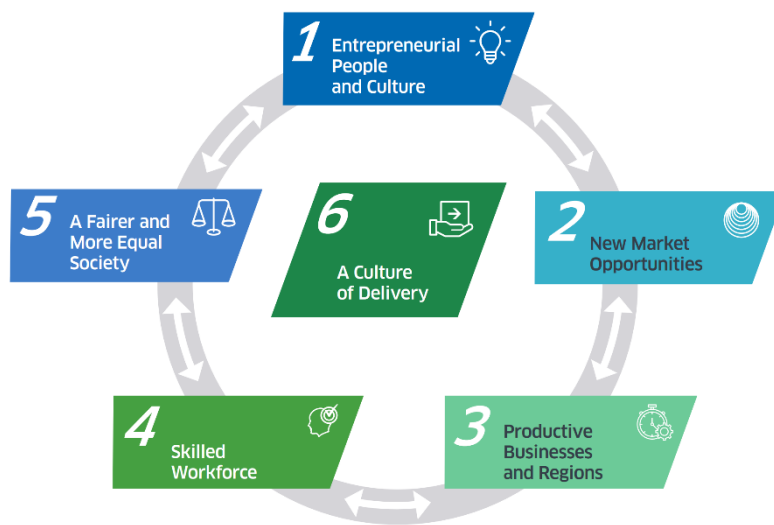 1
Entrepreneurial
People
and Culture
5
A Fairer and
More Equal
Society
6
A Culture
of Delivery
2
New Market
Opportunities
4
Skilled
Workforce
3
Productive
Businesses
and Regions